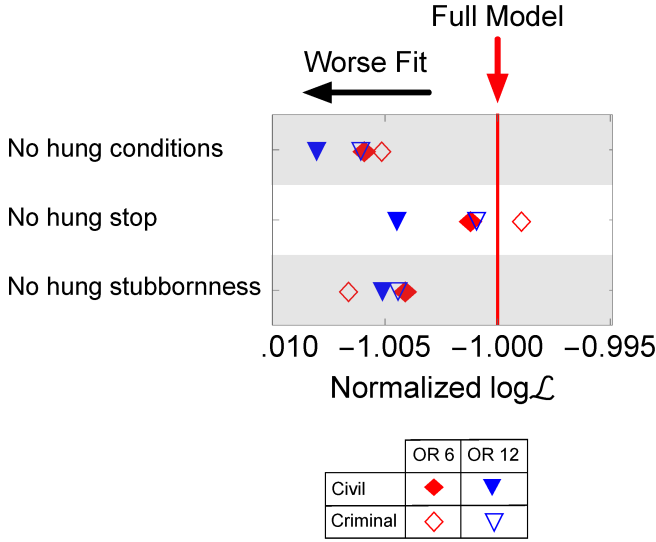 Full Model
Worse Fit
No hung conditions
No hung stop
No hung stubbornness
.010 −1.005 −1.000 −0.995
Normalized logℒ
OR 6 OR 12
Civil
Criminal